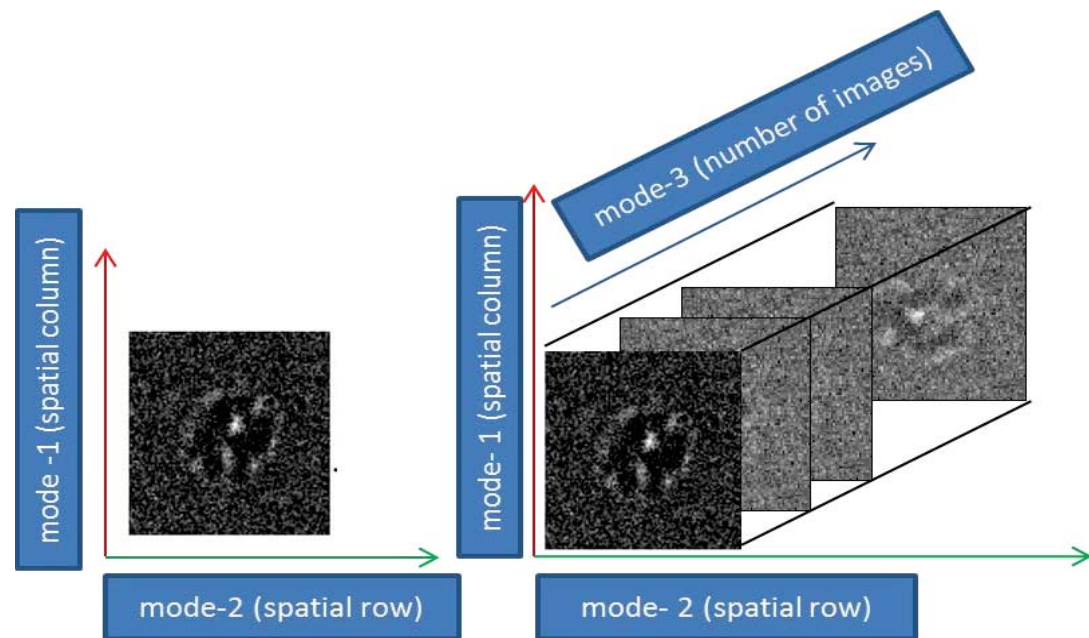 mode -1 (spatial column)
mode-2 (spatial row)
mode- 1 (spatial column)
mode-3 (number of images)
mode- 2 (spatial row)